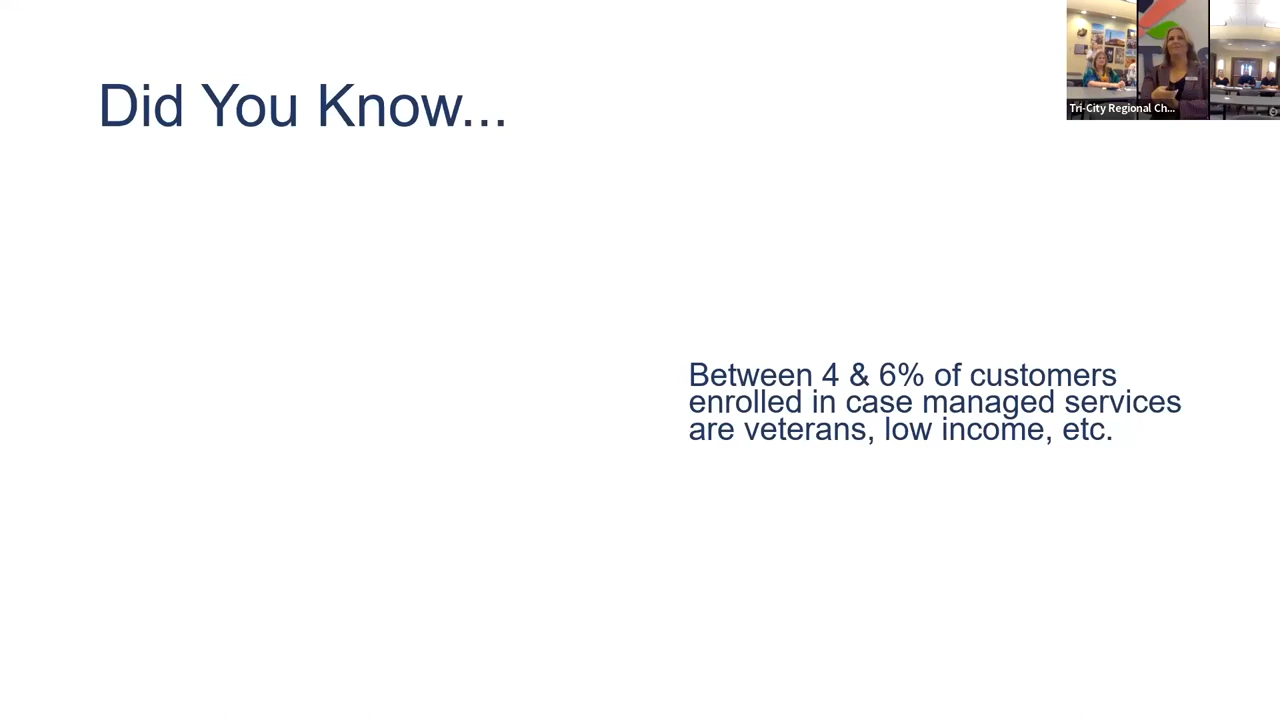 Did You Know...
Tri-City Regional Ch...
Between 4 & 6% of customers
enrolled in case managed services
are veterans, low income, etc.